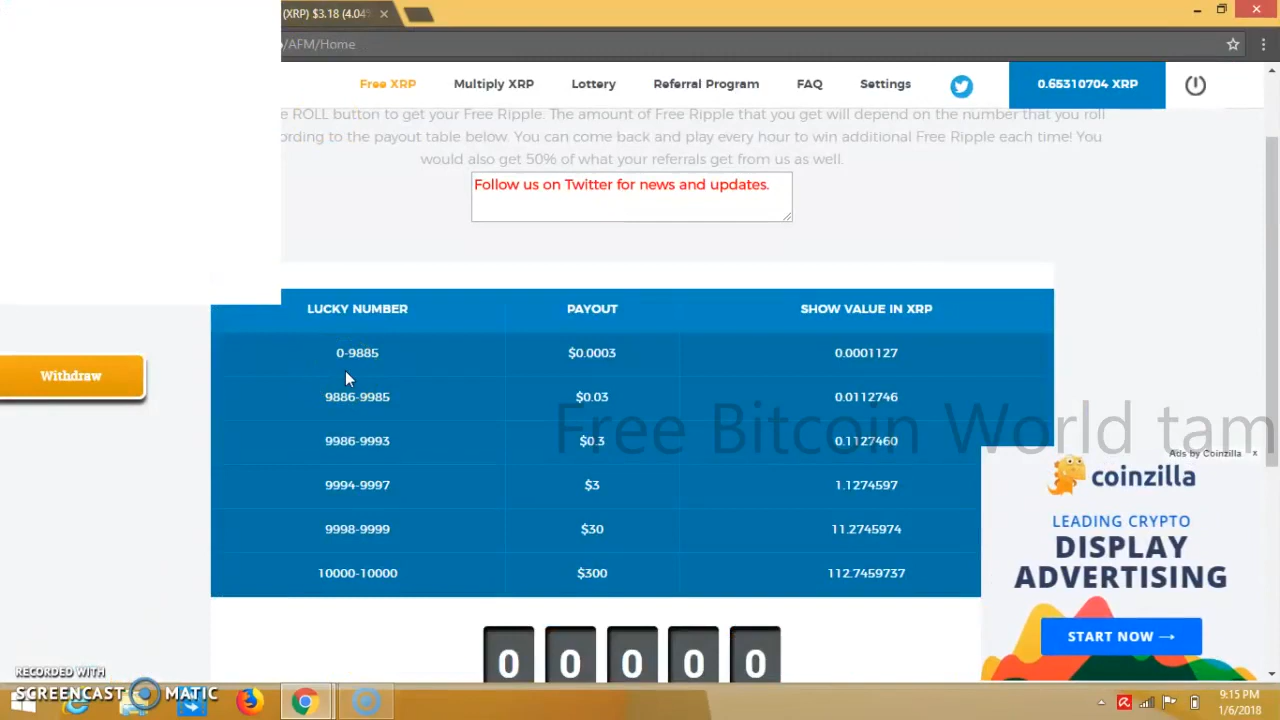 (XRP) $3.18 (4.04%
/AFM/Home
Free XRP Multiply XRP Lottery Referral Program FAQ Settings 0.65310704 XRP
ROLL button to get your Free Ripple. The amount of Free Ripple that you get will depend on the number that you roll
payout table below. You can come back and play every hour to win additional Free Ripple each time! You
would also get 50% of what your referrals get from us as well.
Follow us on Twitter for news and updates.
LUCKY NUMBER PAYOUT SHOW VALUE IN XRP
0-9885 $0.0003 0.0001127
Withdraw
9886-9985 $0.03 0.0112746
Free Bitcoin World tam
9986-9993 $0.3 0.1127460
Ads by Coinzilla x
coinzilla
9994-9997 $3 1.1274597
LEADING CRYPTO
DISPLAY
ADVERTISING
9998-9999 $30 11.2745974
10000-10000 $300 112.7459737
START NOW →
0 0 0 0 0
RECORDED WITH
SCREENCAST MATIC
9:15 PM
1/6/2018